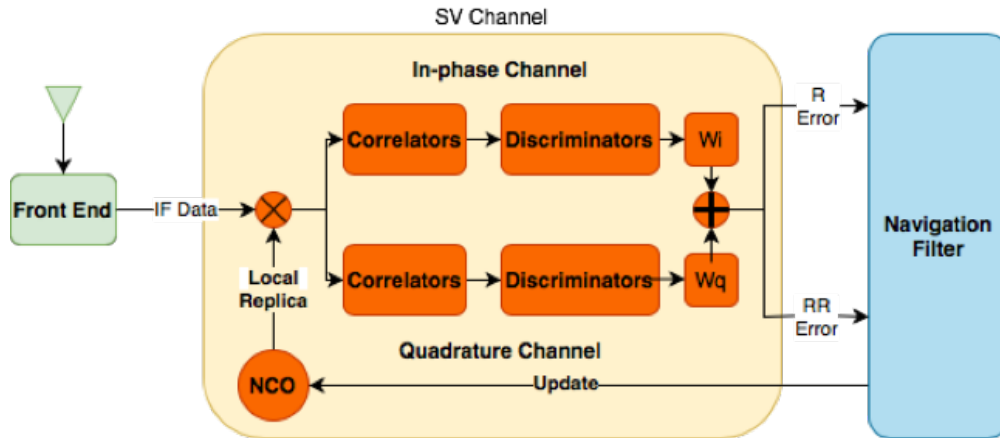 SV Channel
In-phase Channel
R
Error
Correlators
Discriminators
Wi
Front End
IF Data
Navigation
Filter
Local
Replica
Correlators
Discriminators
Wq
RR
Error
Quadrature Channel
NCO
Update